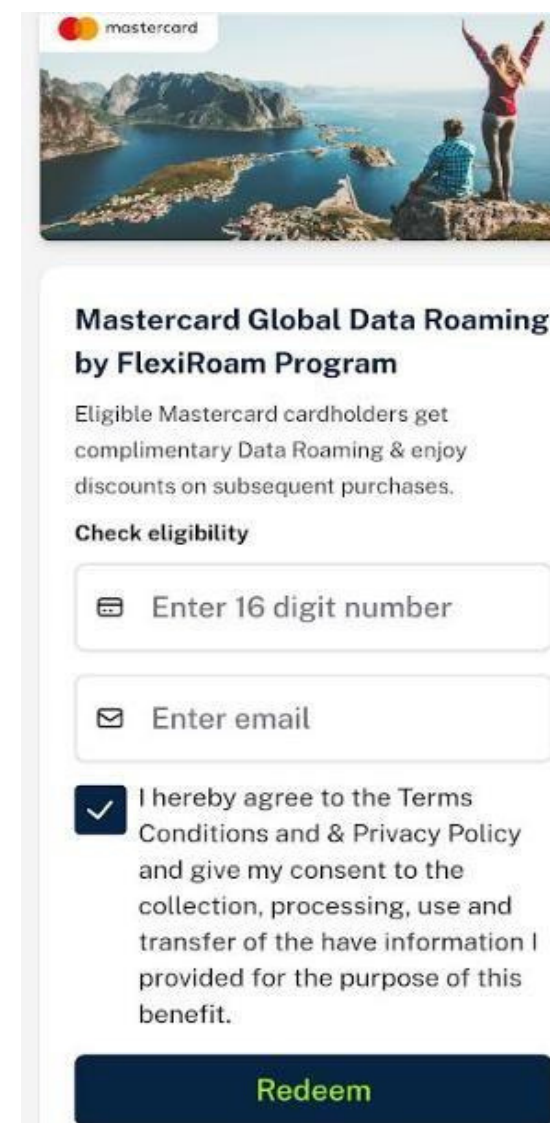 mastercard
Mastercard Global Data Roaming
by FlexiRoam Program
Eligible Mastercard cardholders get
complimentary Data Roaming & enjoy
discounts on subsequent purchases.
Check eligibility
Enter 16 digit number
Enter email
I hereby agree to the Terms
Conditions and & Privacy Policy
and give my consent to the
collection, processing, use and
transfer of the have information I
provided for the purpose of this
benefit.
Redeem